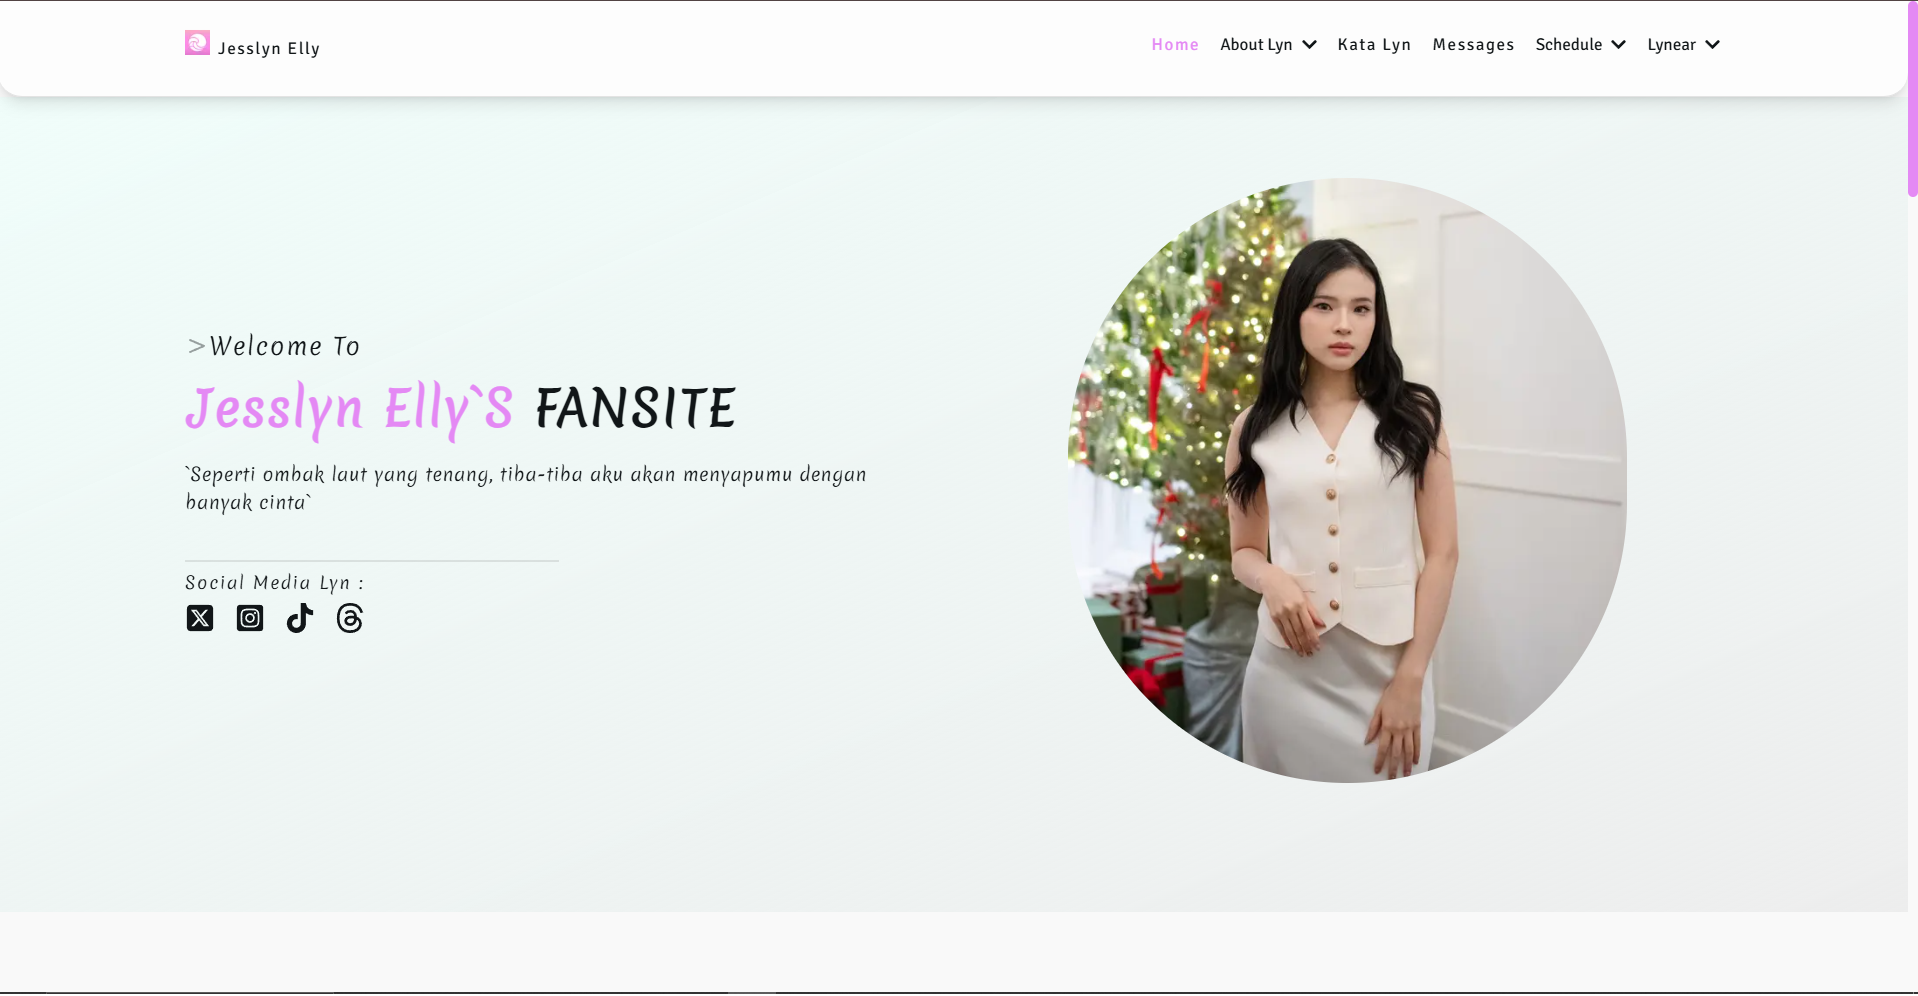 Jesslyn Elly
Home About Lyn Kata Lyn Messages Schedule Lynear
>Welcome To
Jesslyn Elly`S FANSITE
`Seperti ombak laut yang tenang, tiba-tiba aku akan menyapumu dengan
banyak cinta`
Social Media Lyn :